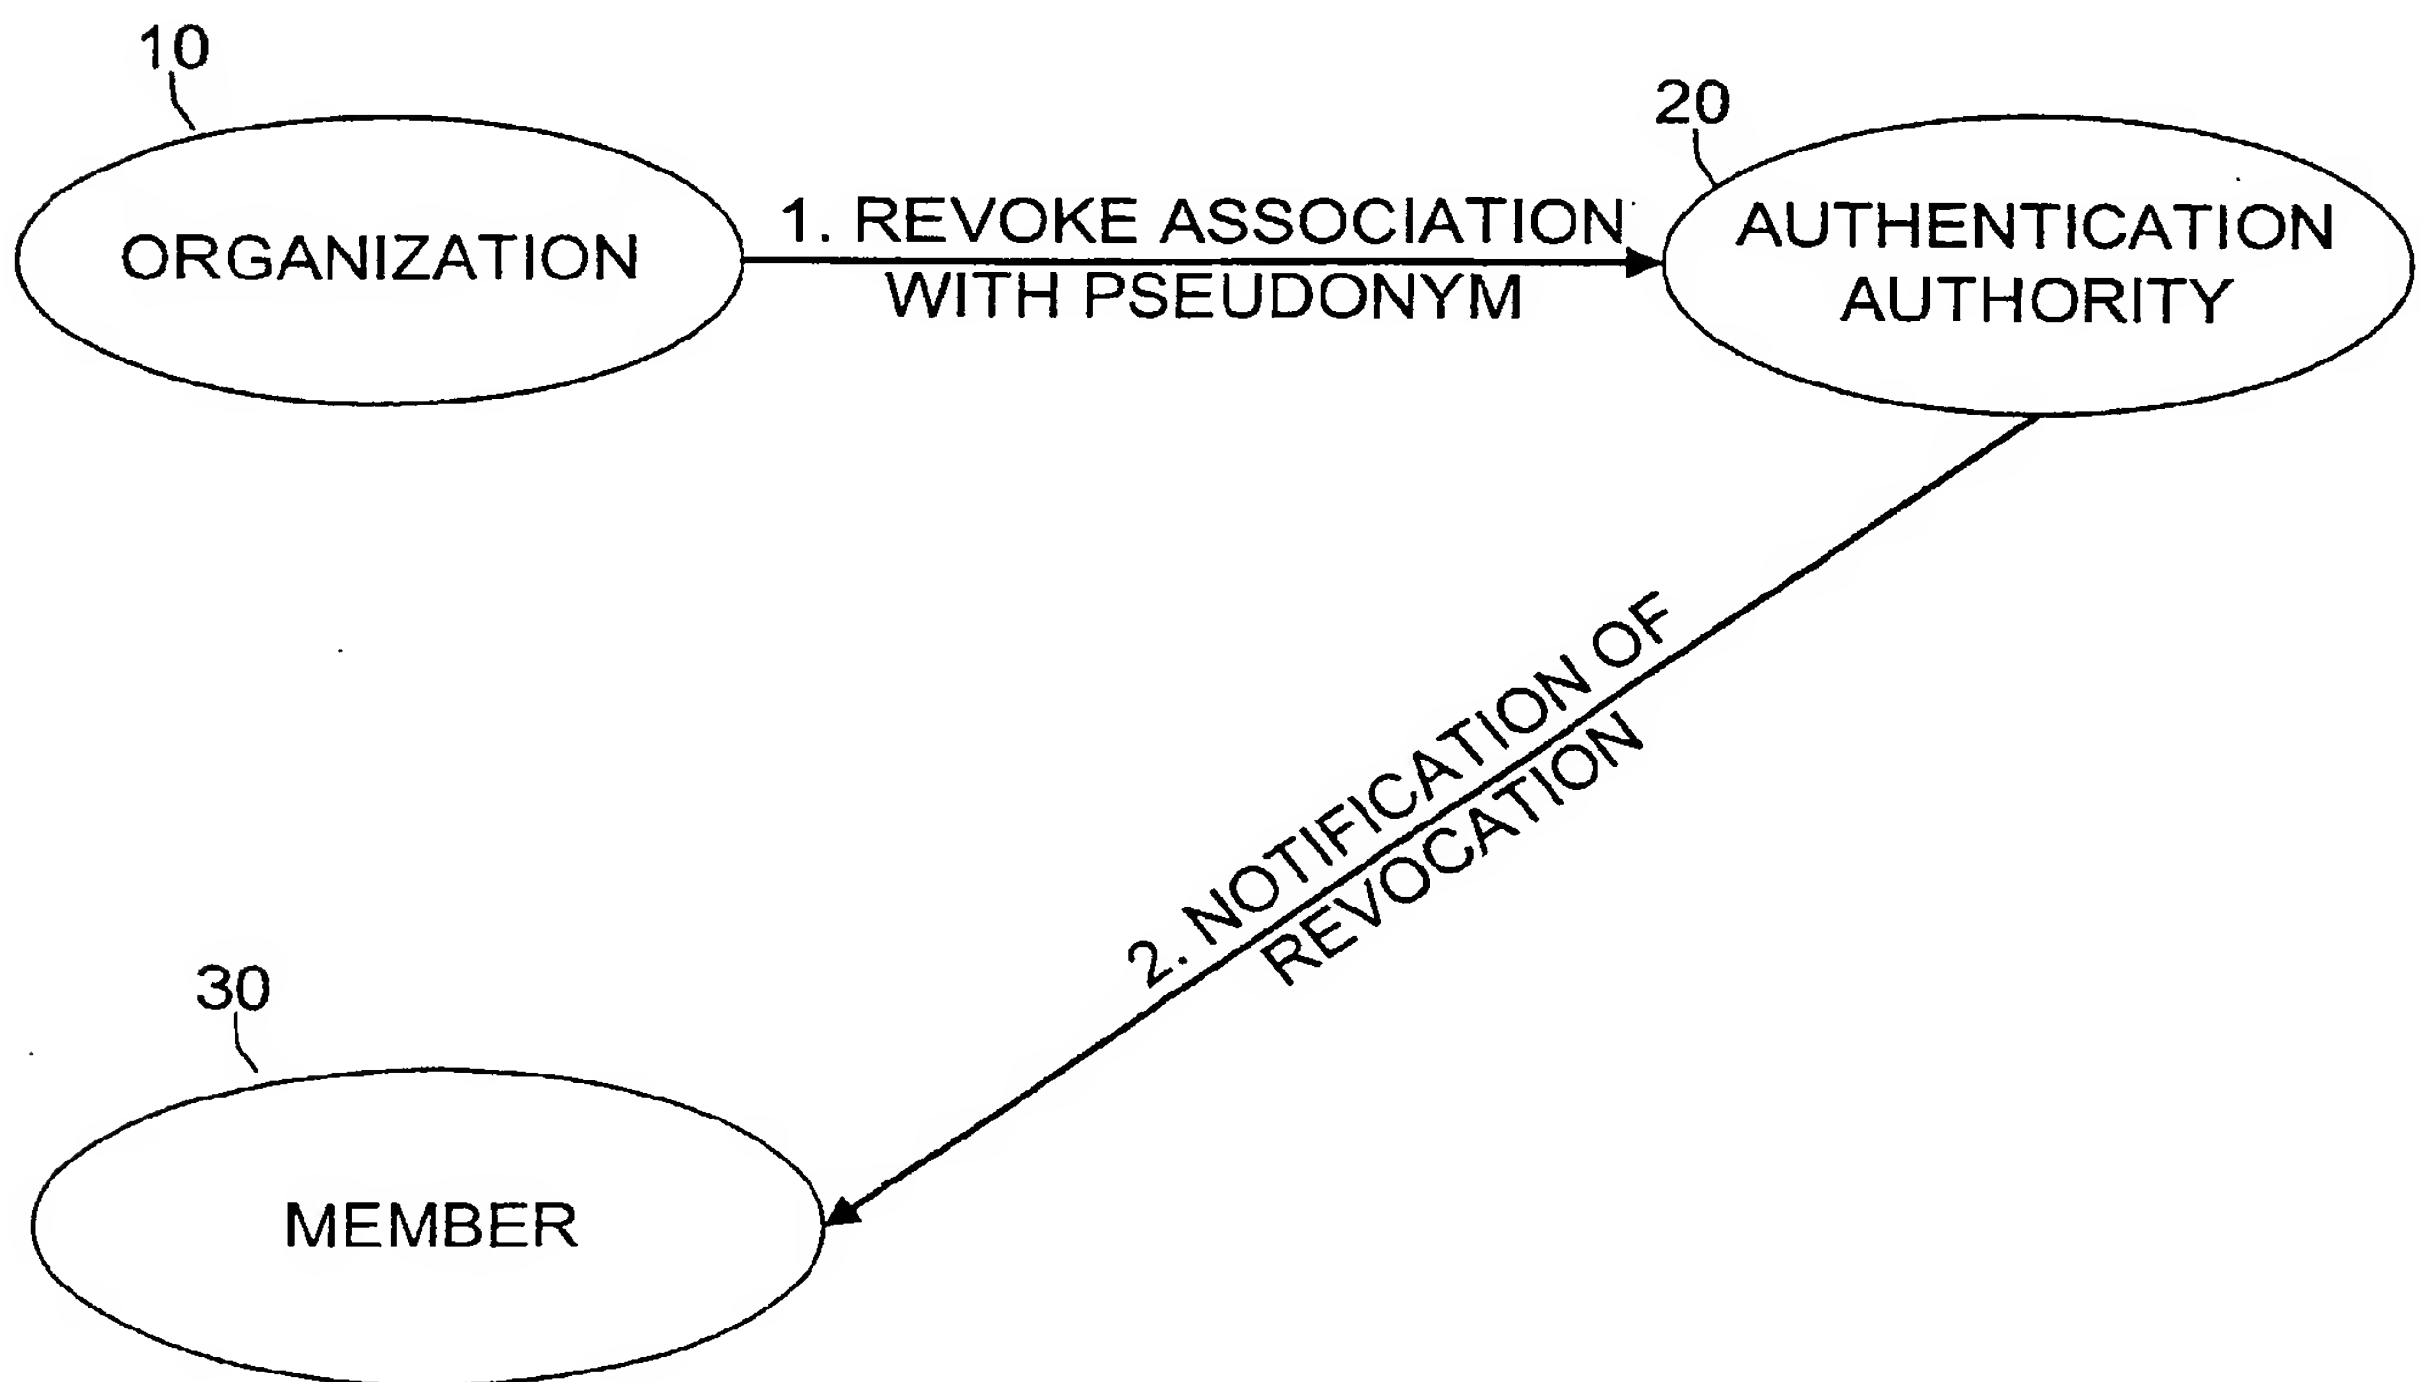 10
20
ORGANIZATION
1. REVOKE ASSOCIATION
WITH PSEUDONYM
AUTHENTICATION
AUTHORITY
2. NOTIFICATION OF
REVOCATION
30
MEMBER